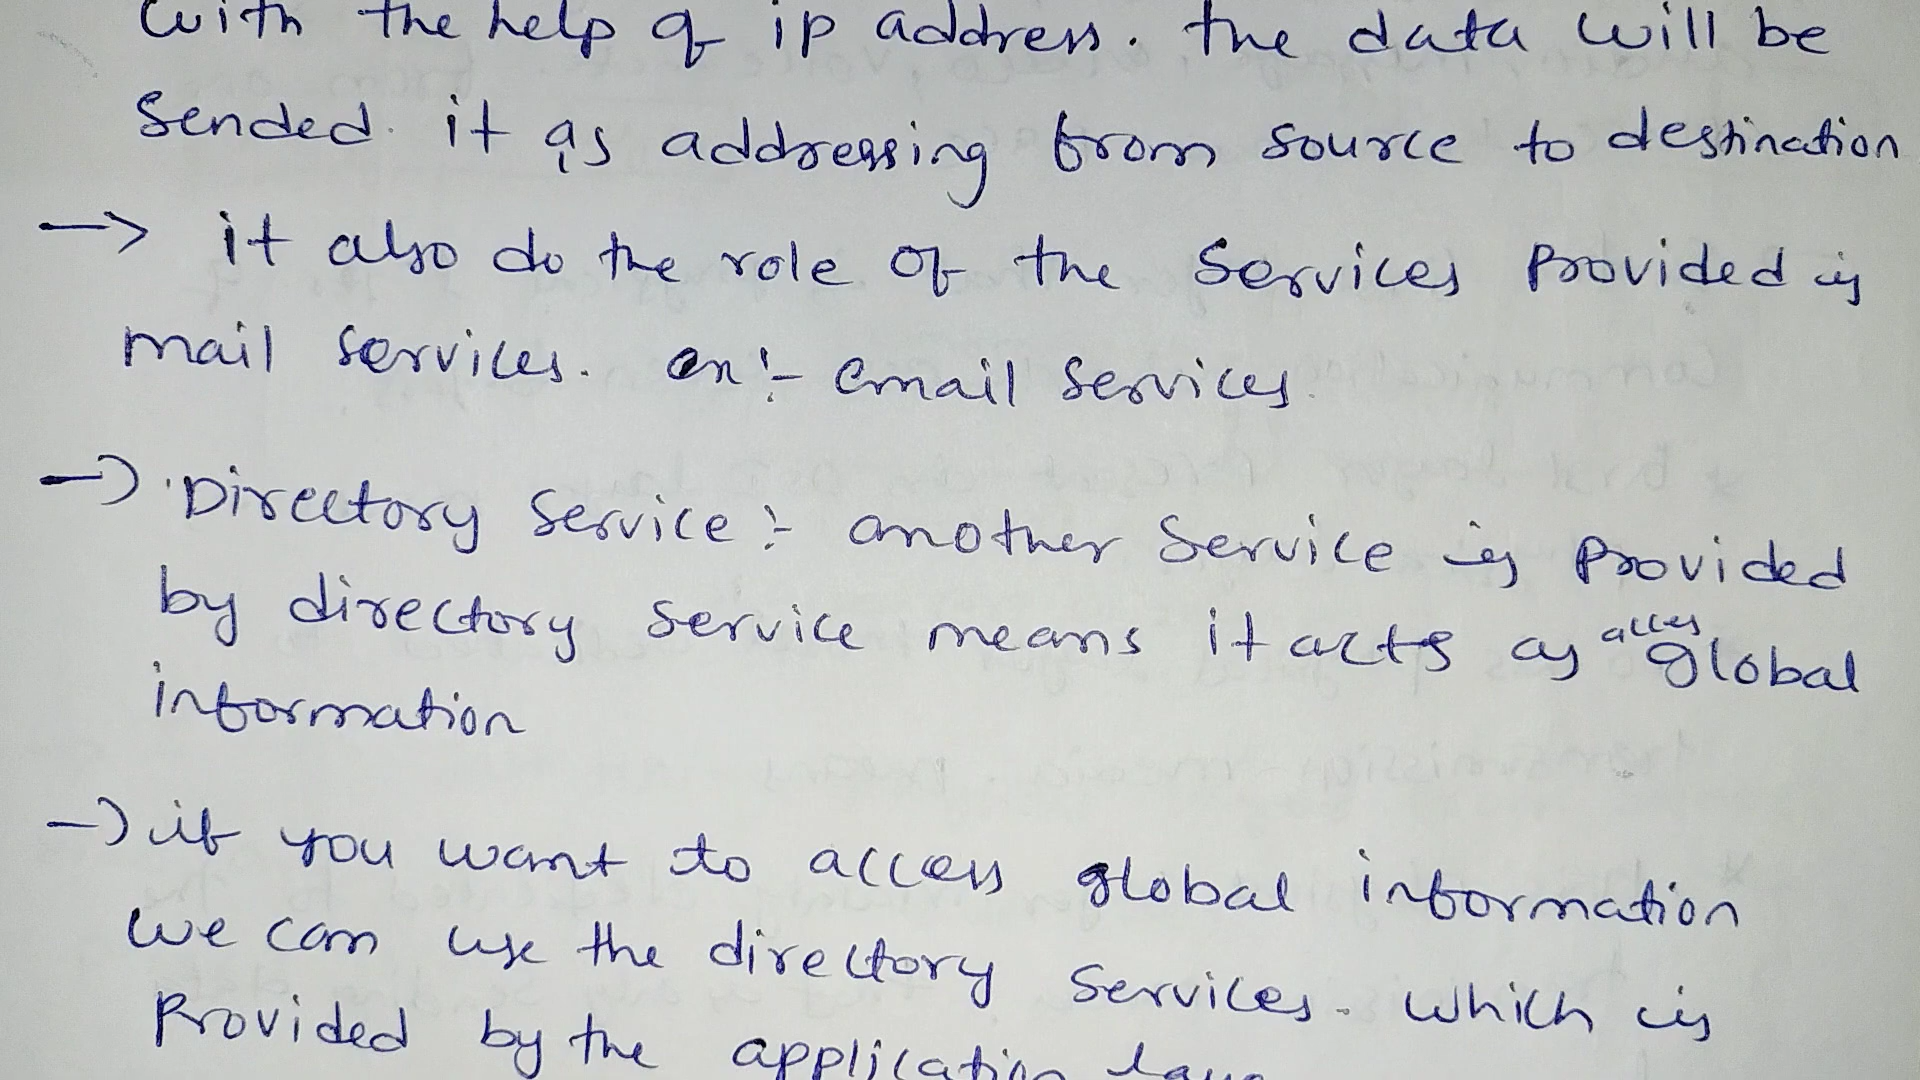 with the help of ip address. the data will be
sended. it as addressing from source to destination
→ it also do the role of the services provided is
mail services. ex:- email services.
→ Directory service:- another service is provided
by directory service means it acts as acces global
information
→ if you want to access global information
we can use the directory services. which is
provided by the application